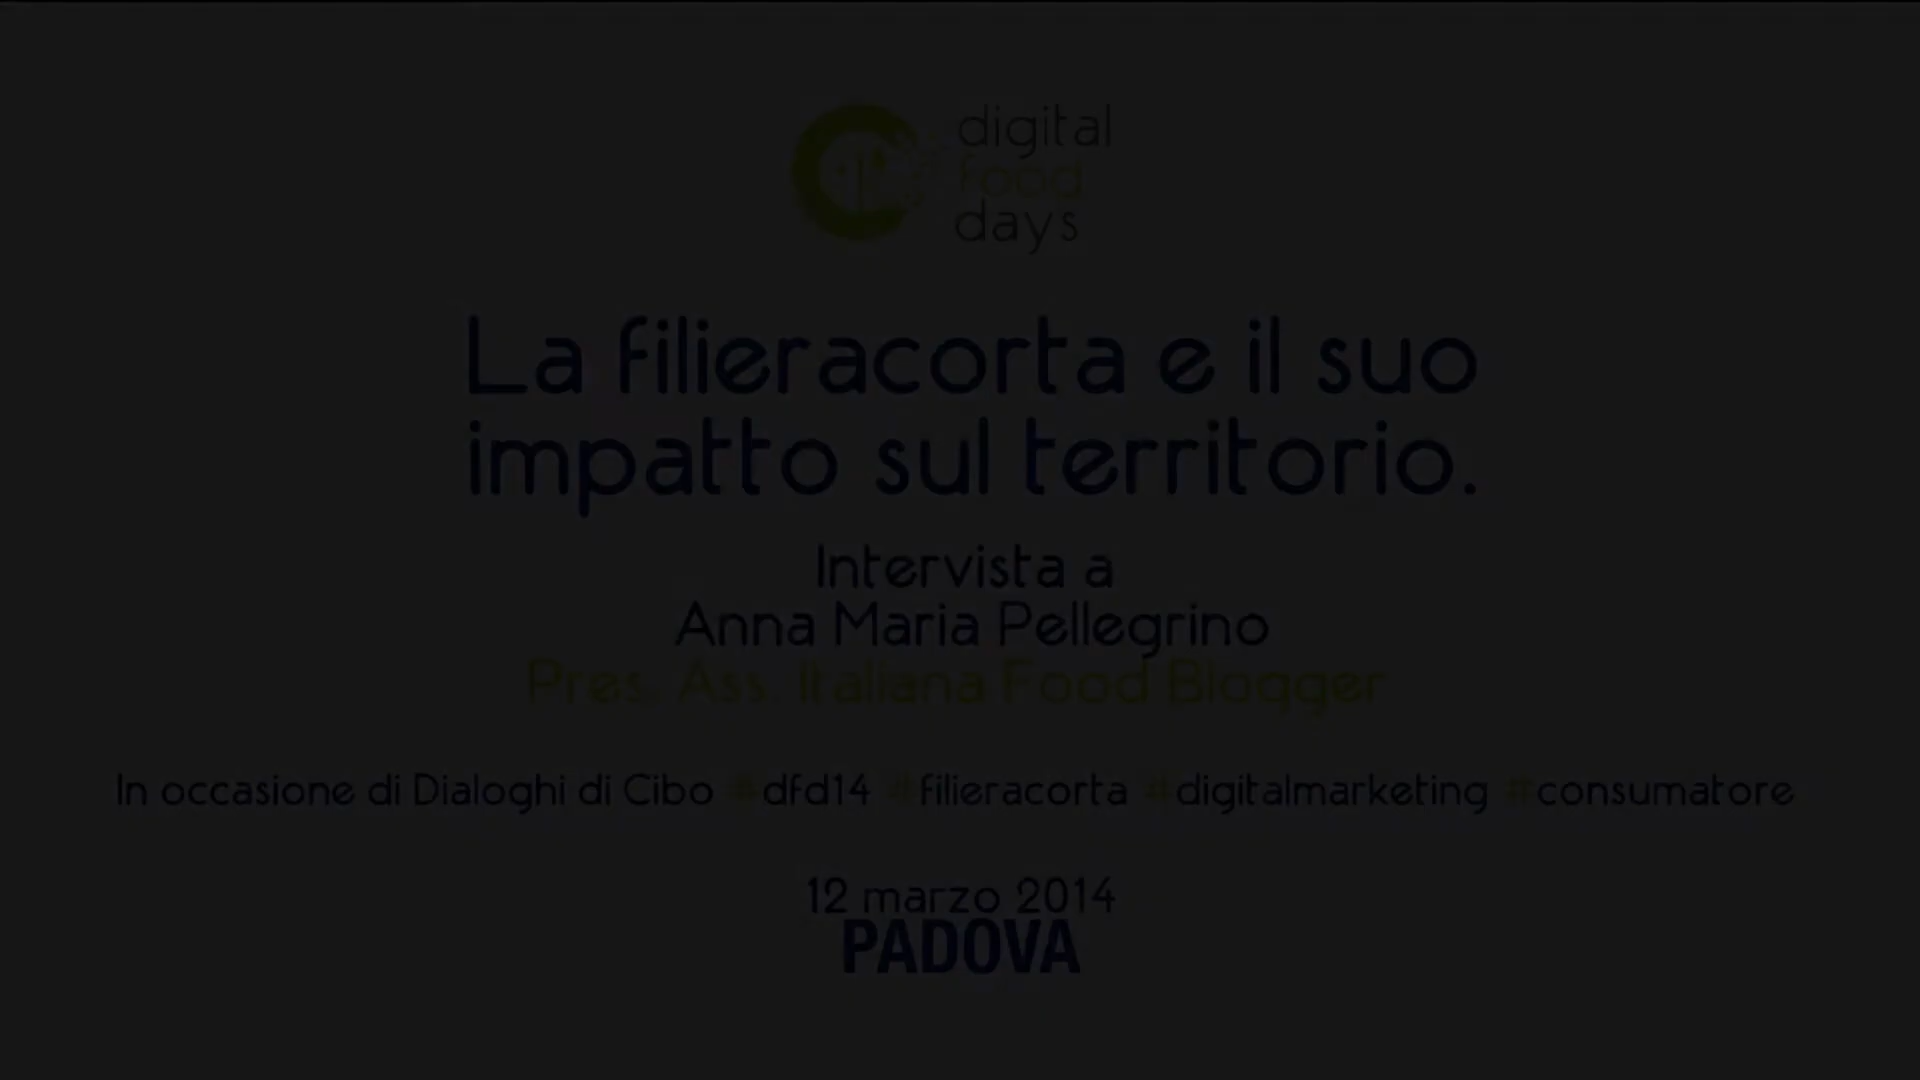 digital
food
days
La filieracorta e il suo
impatto sul territorio.
Intervista a
Anna Maria Pellegrino
Pres. Ass. Italiana Food Blogger
In occasione di Dialoghi di Cibo #dfd14 #filieracorta #digitalmarketing #consumatore
12 marzo 2014
PADOVA